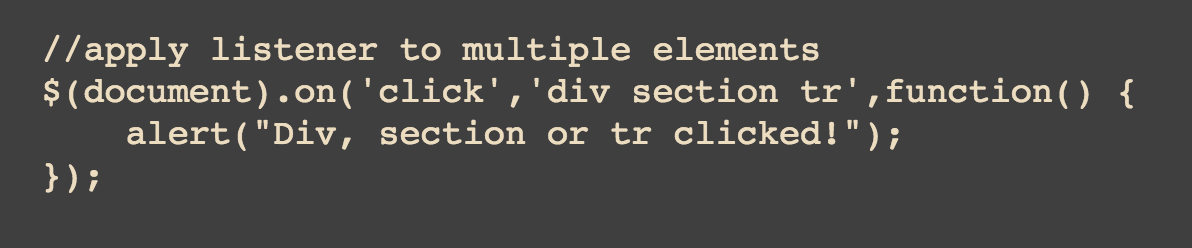 //apply listener to multiple elements
$(document).on('click','div section tr',function() {
    alert("Div, section or tr clicked!");
});